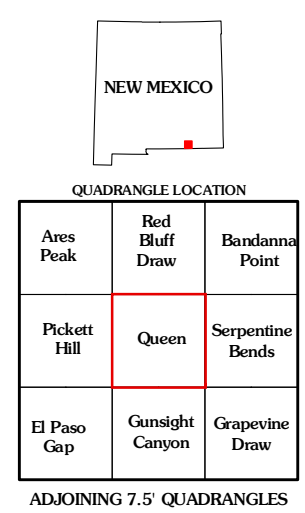 NEW MEXICO
QUADRANGLE LOCATION
Ares
Peak
Red
Bluff
Draw
Bandanna
Point
Pickett
Hill
Queen
Serpentine
Bends
El Paso
Gap
Gunsight
Canyon
Grapevine
Draw
ADJOINING 7.5' QUADRANGLES